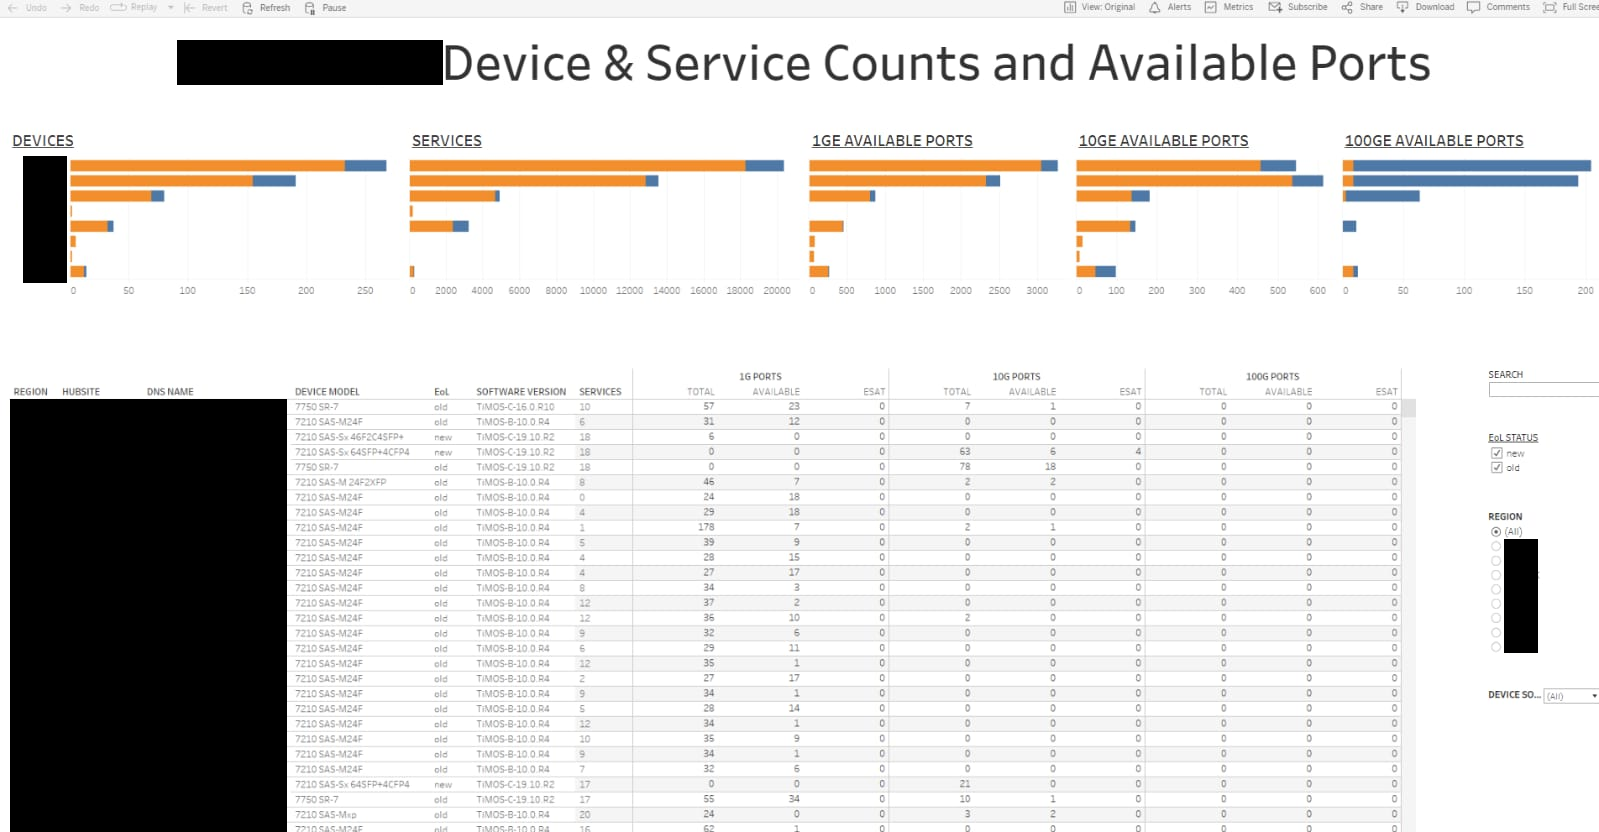 Undo Redo Replay Revert Refresh Pause View: Original Alerts Metrics Subscribe Share Download Comments Full Scree
Device & Service Counts and Available Ports
DEVICES SERVICES 1GE AVAILABLE PORTS 10GE AVAILABLE PORTS 100GE AVAILABLE PORTS
0 50 100 150 200 250 0 2000 4000 6000 8000 10000 12000 14000 16000 18000 20000 0 500 1000 1500 2000 2500 3000 0 100 200 300 400 500 600 0 50 100 150 200
1G PORTS 10G PORTS 100G PORTS
REGION HUBSITE DNS NAME DEVICE MODEL EoL SOFTWARE VERSION SERVICES TOTAL AVAILABLE ESAT TOTAL AVAILABLE ESAT TOTAL AVAILABLE ESAT
7750 SR-7 old TiMOS-C-16.0.R10 10 57 23 0 7 1 0 0 0 0
7210 SAS-M24F old TiMOS-B-10.0.R4 6 31 12 0 0 0 0 0 0 0
7210 SAS-Sx 46F2C4SFP+ new TiMOS-C-19.10.R2 18 6 0 0 0 0 0 0 0 0
7210 SAS-Sx 64SFP+4CFP4 new TiMOS-C-19.10.R2 18 0 0 0 63 6 4 0 0 0
7750 SR-7 old TiMOS-C-19.10.R2 18 0 0 0 78 18 0 0 0 0
7210 SAS-M 24F2XFP old TiMOS-B-10.0.R4 8 46 7 0 2 2 0 0 0 0
7210 SAS-M24F old TiMOS-B-10.0.R4 0 24 18 0 0 0 0 0 0 0
7210 SAS-M24F old TiMOS-B-10.0.R4 4 29 18 0 0 0 0 0 0 0
7210 SAS-M24F old TiMOS-B-10.0.R4 1 178 7 0 2 1 0 0 0 0
7210 SAS-M24F old TiMOS-B-10.0.R4 5 39 9 0 0 0 0 0 0 0
7210 SAS-M24F old TiMOS-B-10.0.R4 4 28 15 0 0 0 0 0 0 0
7210 SAS-M24F old TiMOS-B-10.0.R4 4 27 17 0 0 0 0 0 0 0
7210 SAS-M24F old TiMOS-B-10.0.R4 8 34 3 0 0 0 0 0 0 0
7210 SAS-M24F old TiMOS-B-10.0.R4 12 37 2 0 0 0 0 0 0 0
7210 SAS-M24F old TiMOS-B-10.0.R4 12 36 10 0 2 0 0 0 0 0
7210 SAS-M24F old TiMOS-B-10.0.R4 9 32 6 0 0 0 0 0 0 0
7210 SAS-M24F old TiMOS-B-10.0.R4 6 29 11 0 0 0 0 0 0 0
7210 SAS-M24F old TiMOS-B-10.0.R4 12 35 1 0 0 0 0 0 0 0
7210 SAS-M24F old TiMOS-B-10.0.R4 2 27 17 0 0 0 0 0 0 0
7210 SAS-M24F old TiMOS-B-10.0.R4 9 34 1 0 0 0 0 0 0 0
7210 SAS-M24F old TiMOS-B-10.0.R4 5 28 14 0 0 0 0 0 0 0
7210 SAS-M24F old TiMOS-B-10.0.R4 12 34 1 0 0 0 0 0 0 0
7210 SAS-M24F old TiMOS-B-10.0.R4 10 35 9 0 0 0 0 0 0 0
7210 SAS-M24F old TiMOS-B-10.0.R4 9 34 1 0 0 0 0 0 0 0
7210 SAS-M24F old TiMOS-B-10.0.R4 7 32 6 0 0 0 0 0 0 0
7210 SAS-Sx 64SFP+4CFP4 new TiMOS-C-19.10.R2 17 0 0 0 21 0 0 0 0 0
7750 SR-7 old TiMOS-C-19.10.R2 17 55 34 0 10 1 0 0 0 0
7210 SAS-Mxp old TiMOS-B-10.0.R4 20 24 0 0 3 2 0 0 0 0
7210 SAS-M24F old TiMOS-B-10.0.R4 16 62 1 0 0 0 0 0 0 0
SEARCH
EoL STATUS
new
old
REGION
(All)
DEVICE SO... (All)